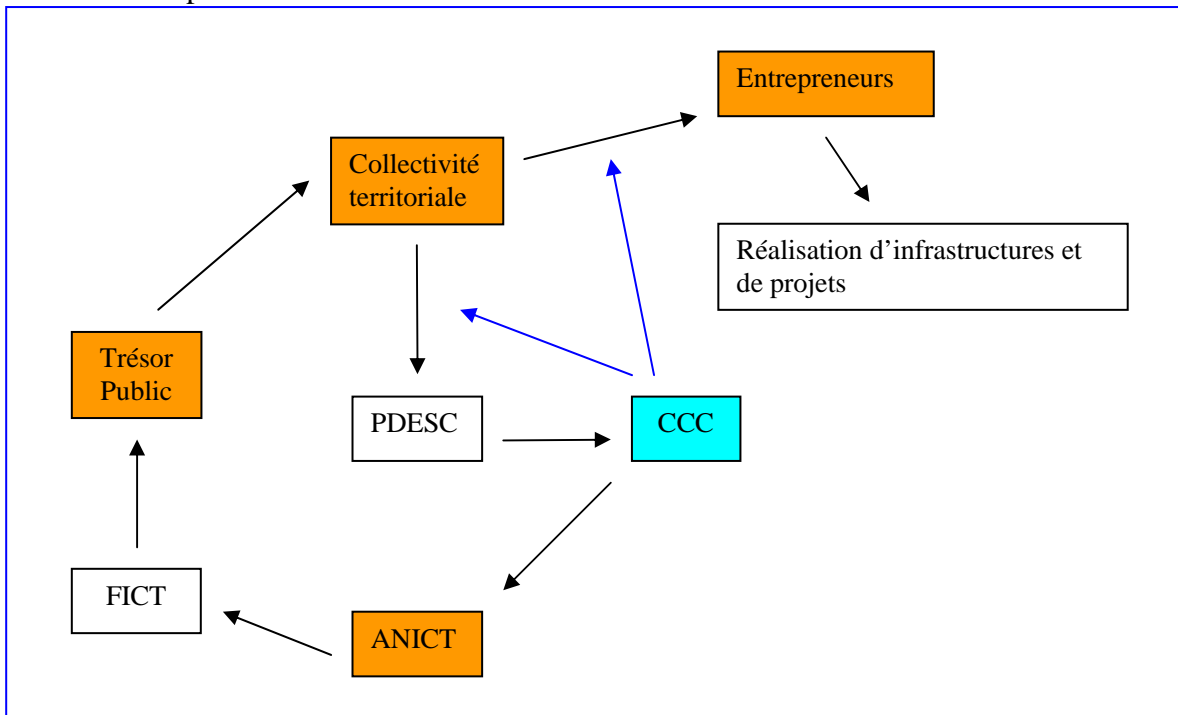 Entrepreneurs
Collectivité
territoriale
Réalisation d’infrastructures et
de projets
Trésor
Public
PDESC
CCC
FICT
ANICT